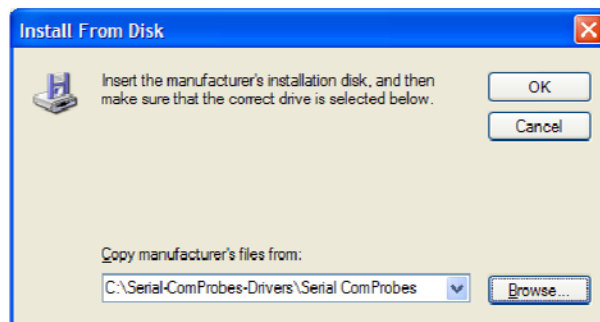 Install From Disk
Insert the manufacturer's installation disk, and then
make sure that the correct drive is selected below.
OK
Cancel
Copy manufacturer's files from:
C:\Serial-ComProbes-Drivers\Serial ComProbes
Browse...